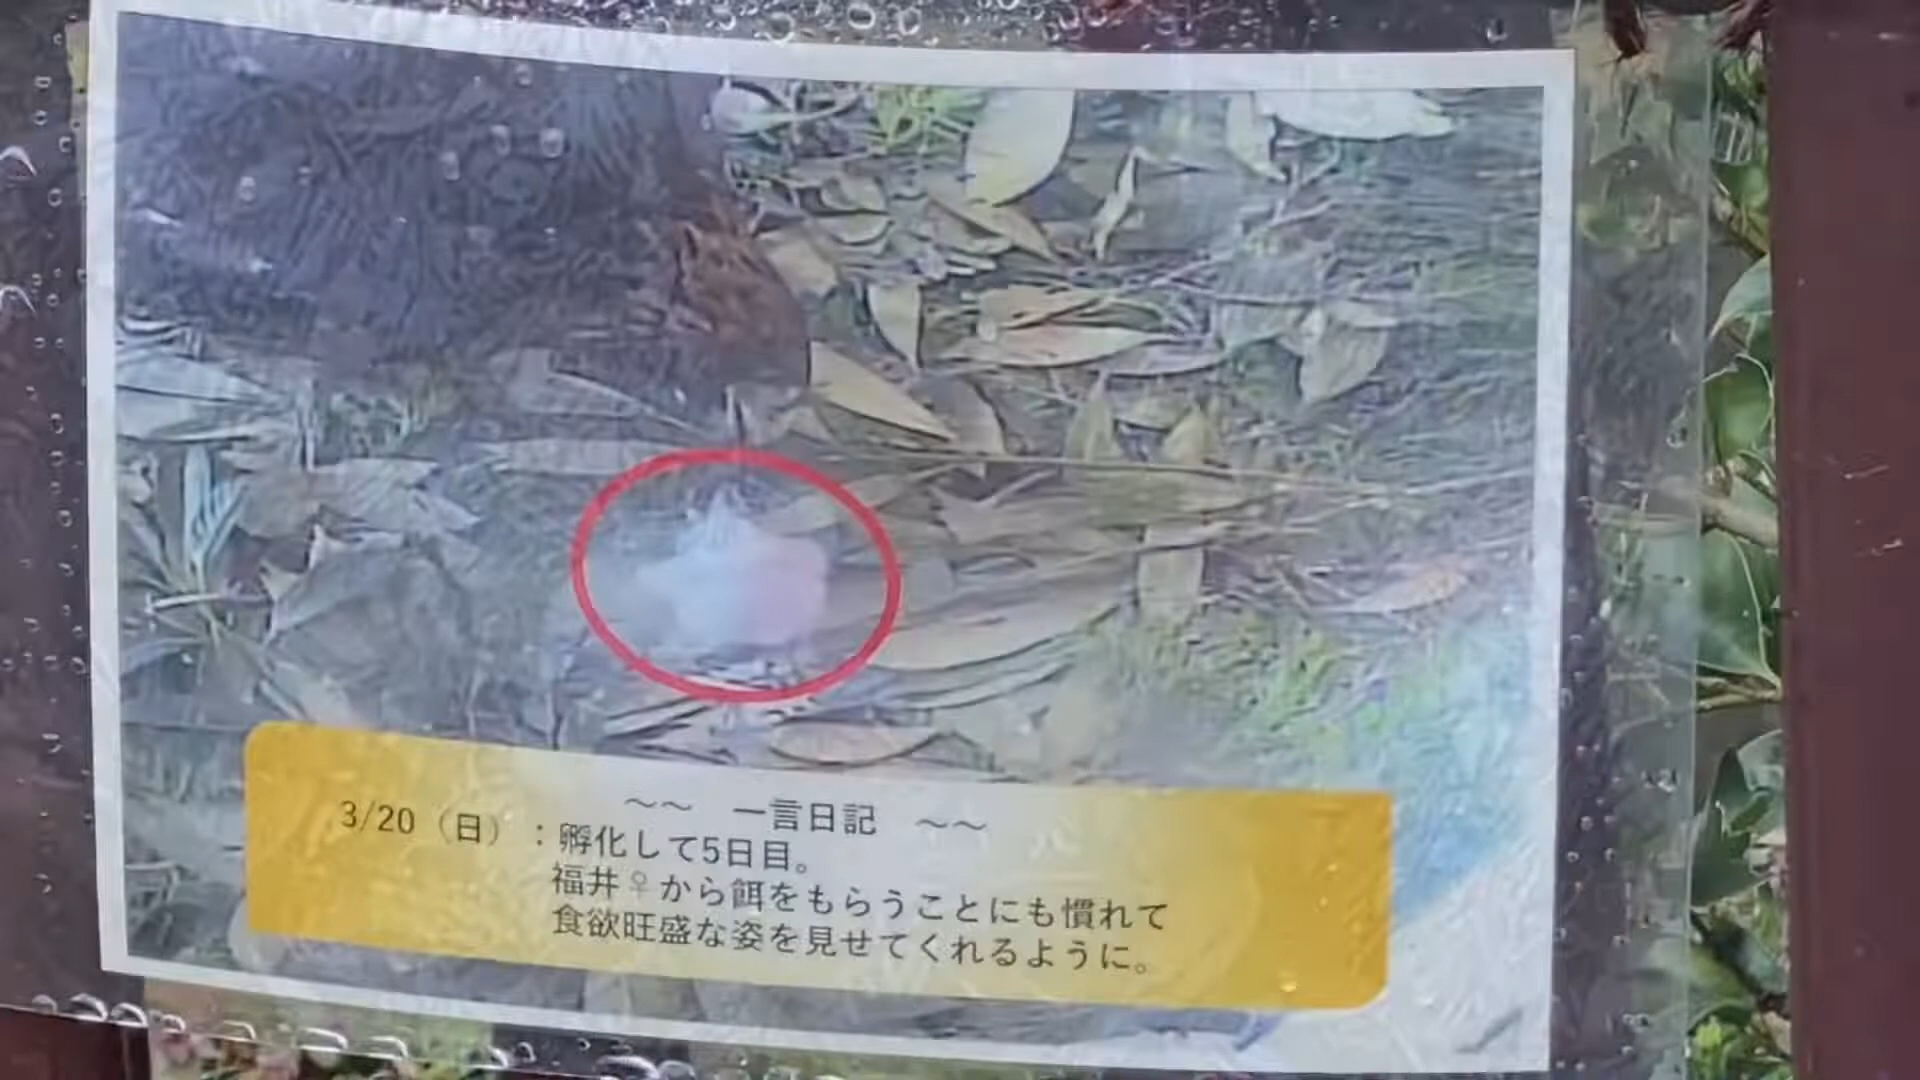 ～～ 一言日記 ～～
3/20（日）：孵化して5日目。
福井♀から餌をもらうことにも慣れて
食欲旺盛な姿を見せてくれるように。